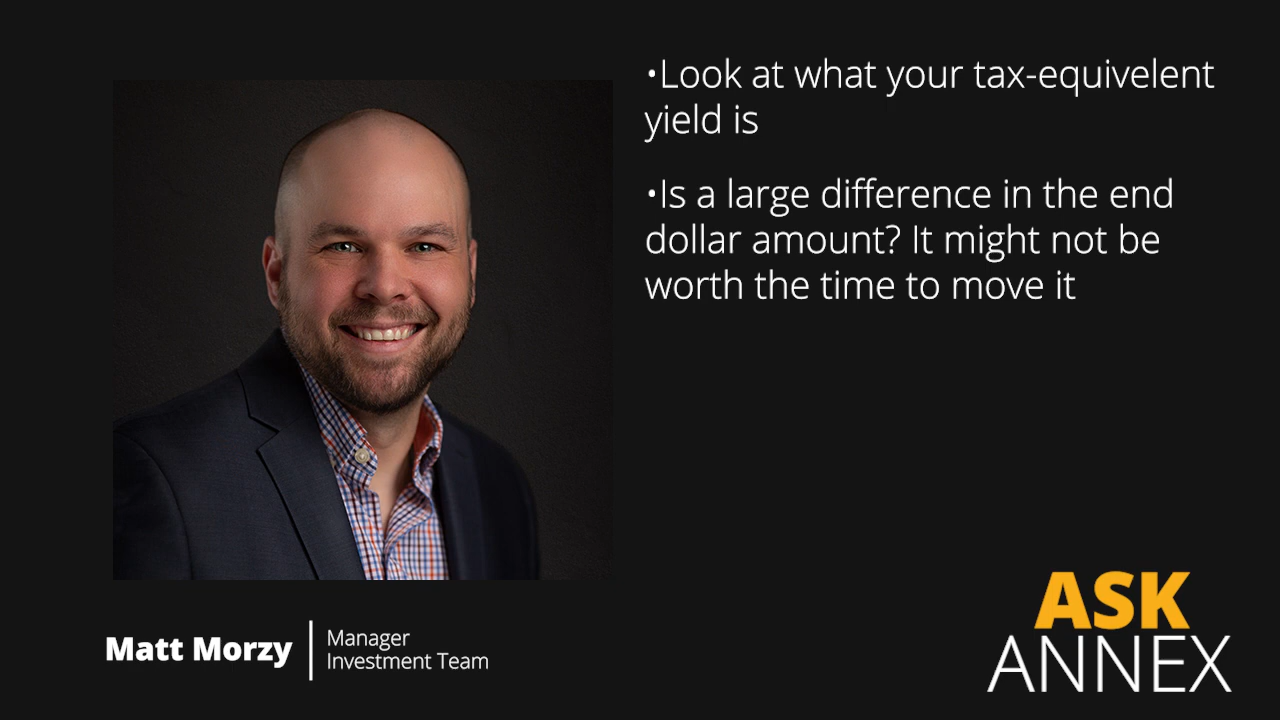 •Look at what your tax-equivelent
yield is
•Is a large difference in the end
dollar amount? It might not be
worth the time to move it
Matt Morzy
Manager
Investment Team
ASK
ANNEX